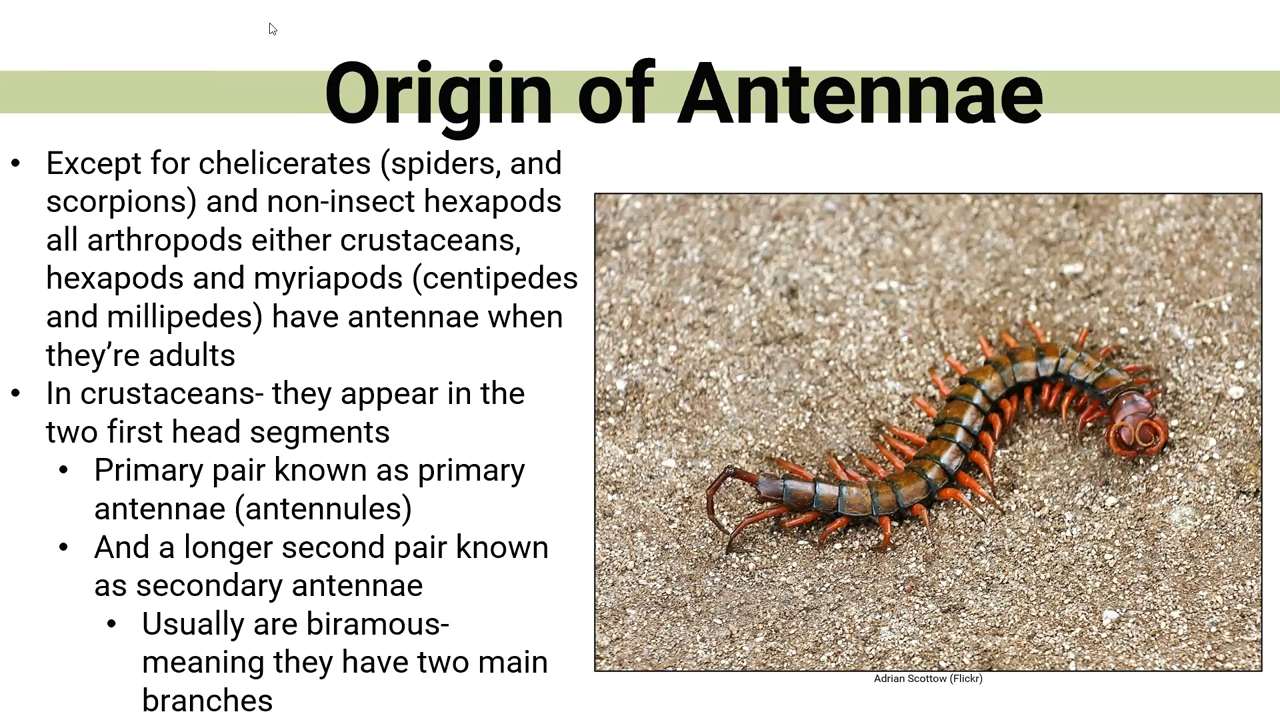 Origin of Antennae
• Except for chelicerates (spiders, and
scorpions) and non-insect hexapods
all arthropods either crustaceans,
hexapods and myriapods (centipedes
and millipedes) have antennae when
they’re adults
• In crustaceans- they appear in the
two first head segments
• Primary pair known as primary
antennae (antennules)
• And a longer second pair known
as secondary antennae
• Usually are biramous-
meaning they have two main
branches
Adrian Scottow (Flickr)